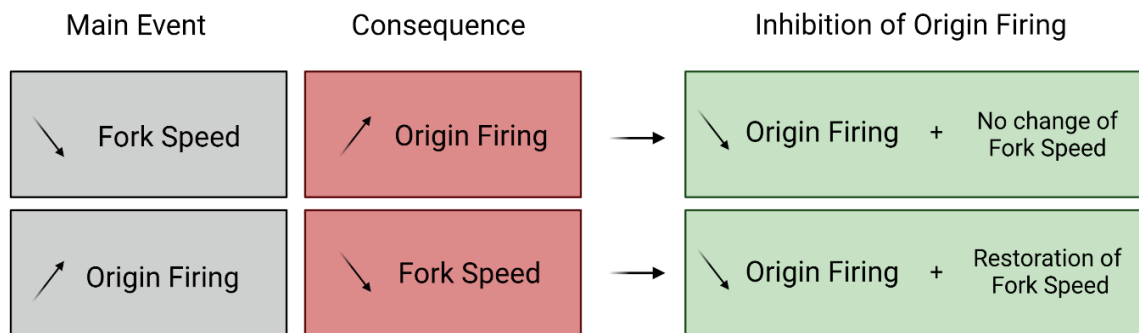 Main Event
Consequence
Inhibition of Origin Firing
Fork Speed
Origin Firing
Origin Firing
+
No change of
Fork Speed
Origin Firing
Fork Speed
Origin Firing
+
Restoration of
Fork Speed